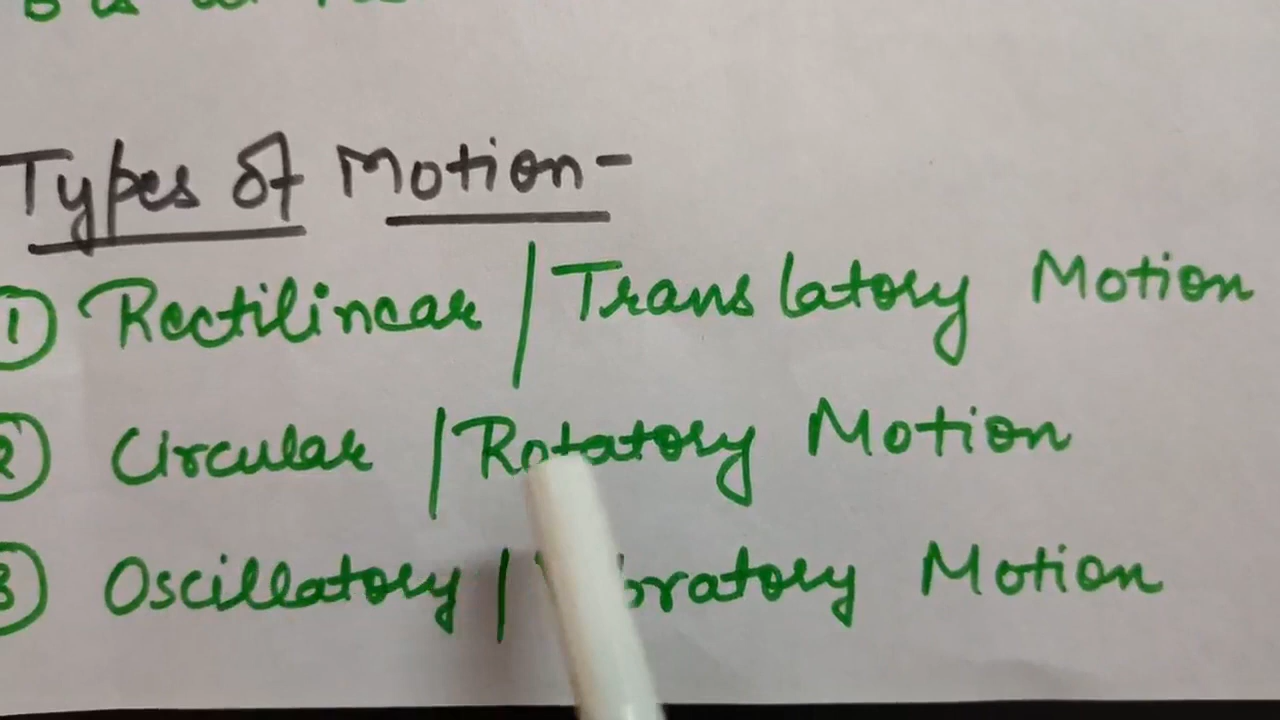 Types of Motion-
① Rectilinear / Translatory Motion
② Circular / Rotatory Motion
③ Oscillatory / Motion